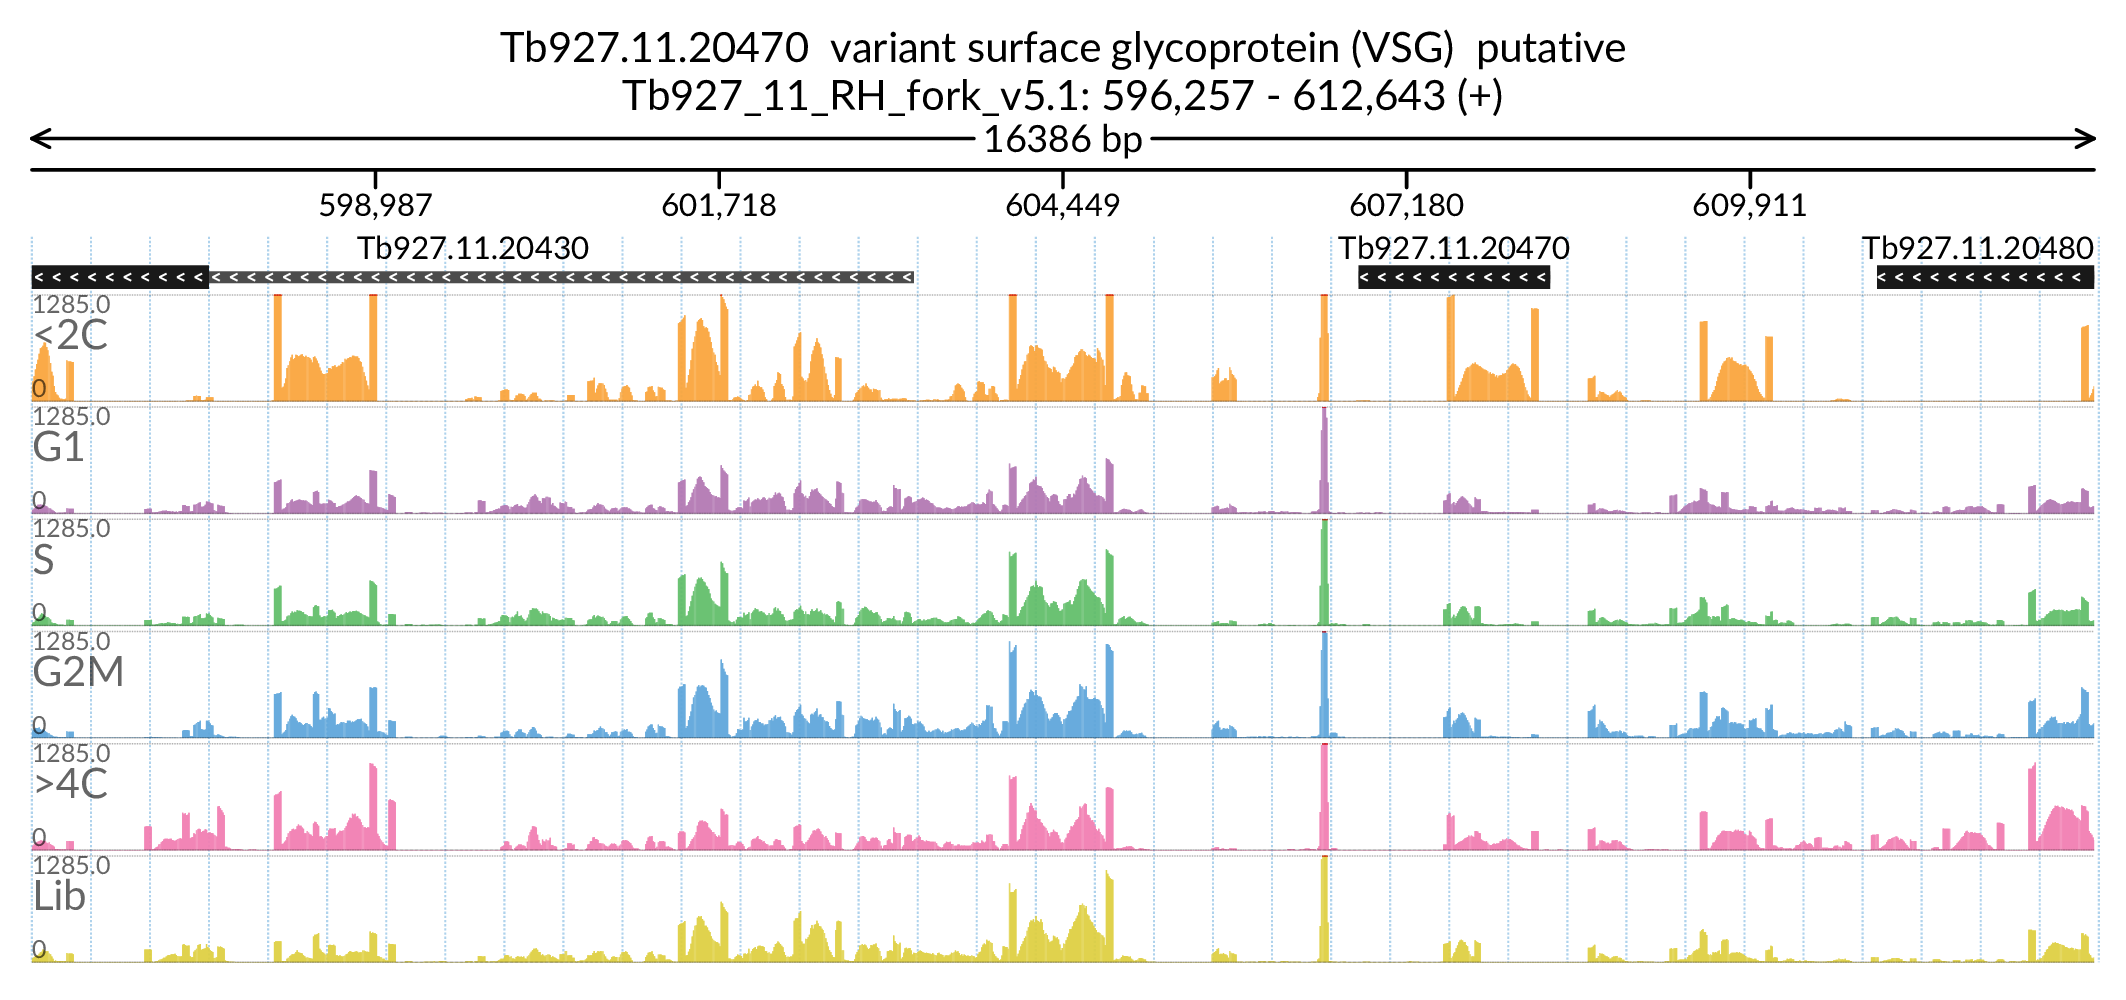 Tb927.11.20470  variant surface glycoprotein (VSG)  putative
Tb927_11_RH_fork_v5.1: 596,257 - 612,643 (+)
16386 bp
598,987 601,718 604,449 607,180 609,911
Tb927.11.20430 Tb927.11.20470 Tb927.11.20480
1285.0
<2C
0
1285.0
G1
0
1285.0
S
0
1285.0
G2M
0
1285.0
>4C
0
1285.0
Lib
0